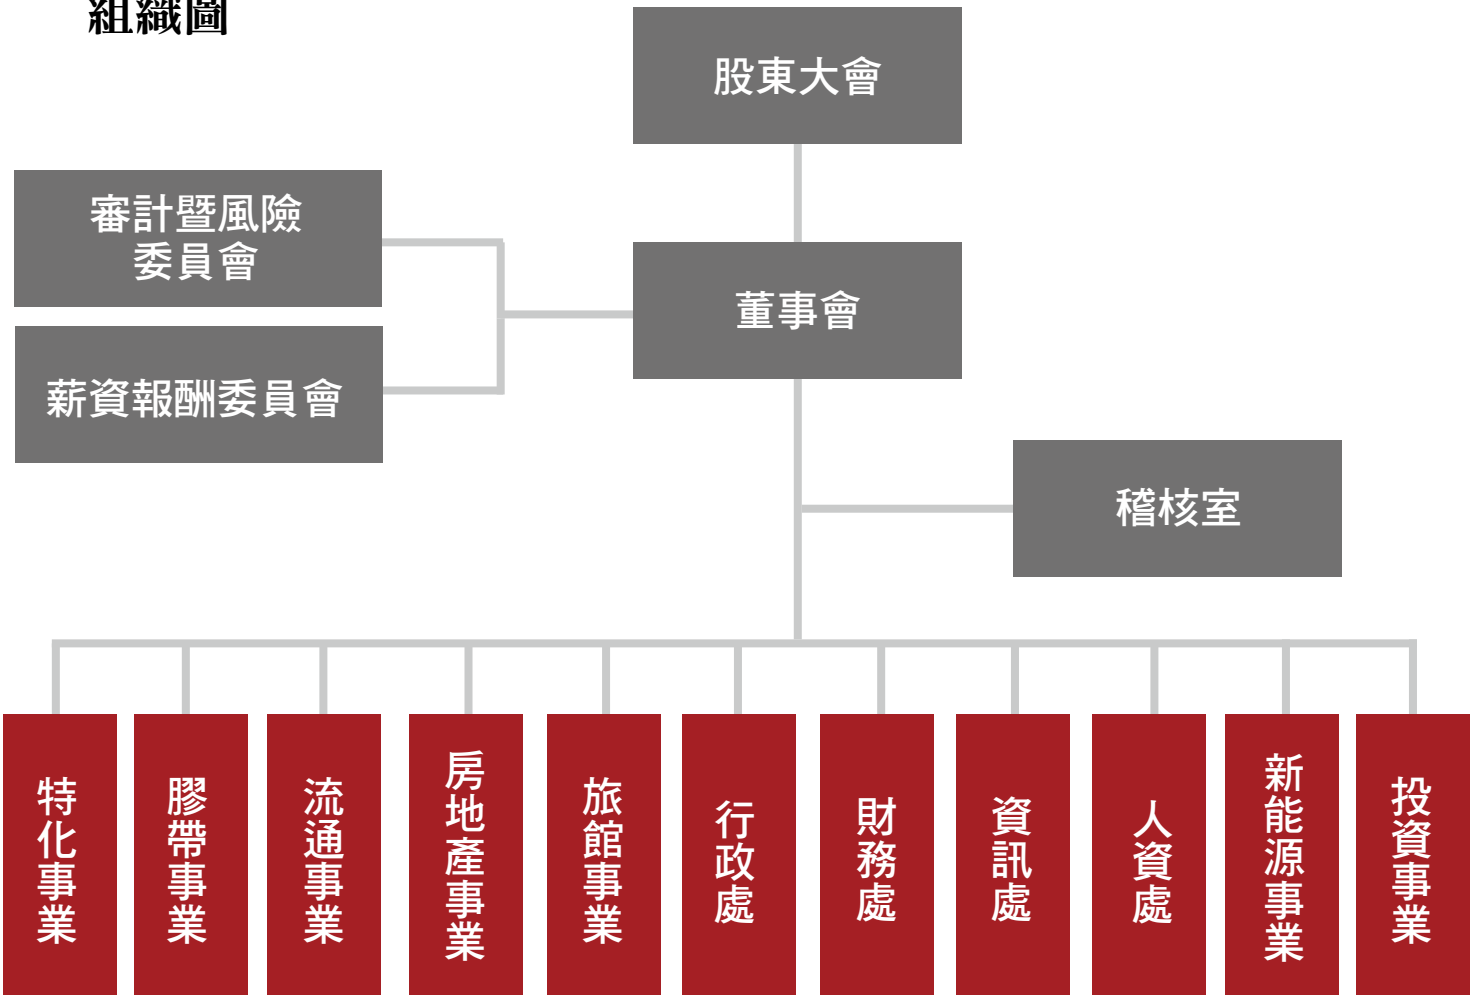 組織圖
股東大會
審計暨風險
委員會
董事會
薪資報酬委員會
稽核室
特化事業
膠帶事業
流通事業
房地產事業
旅館事業
行政處
財務處
資訊處
人資處
新能源事業
投資事業